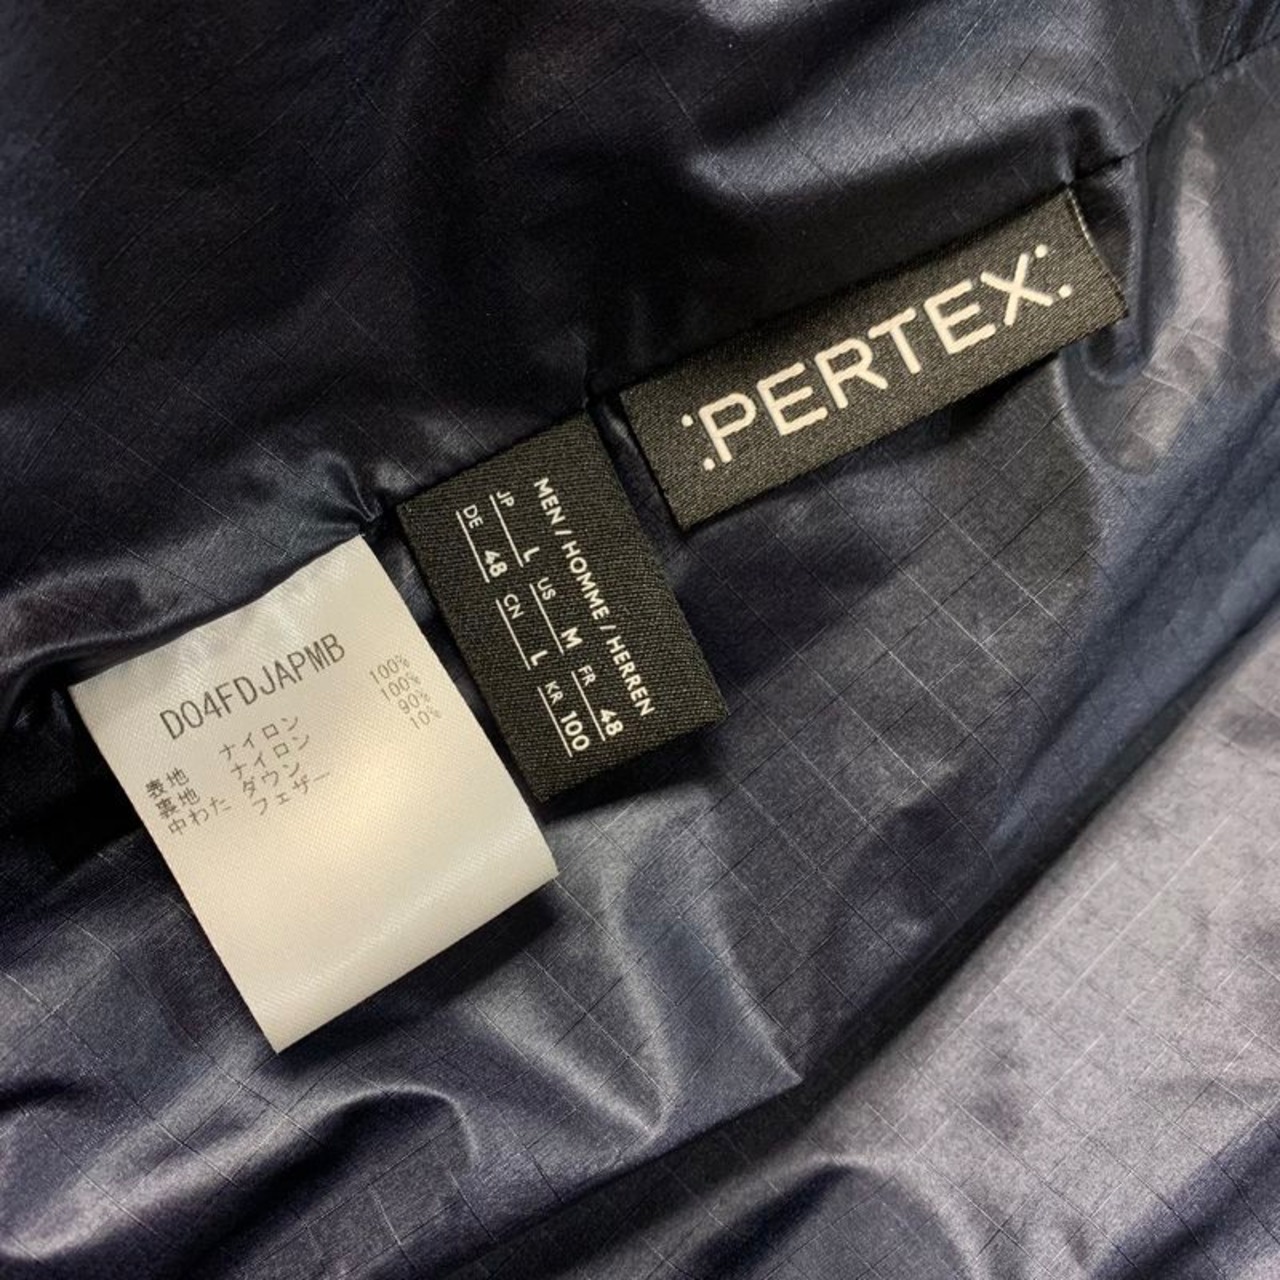 PERTEX
MEN / HOMME / HERREN
JP L US M FR 48
DE 48 CN L KR 100
D04FDJAPMB
表地 ナイロン 100%
裏地 ナイロン 100%
中わた ダウン 90%
フェザー 10%